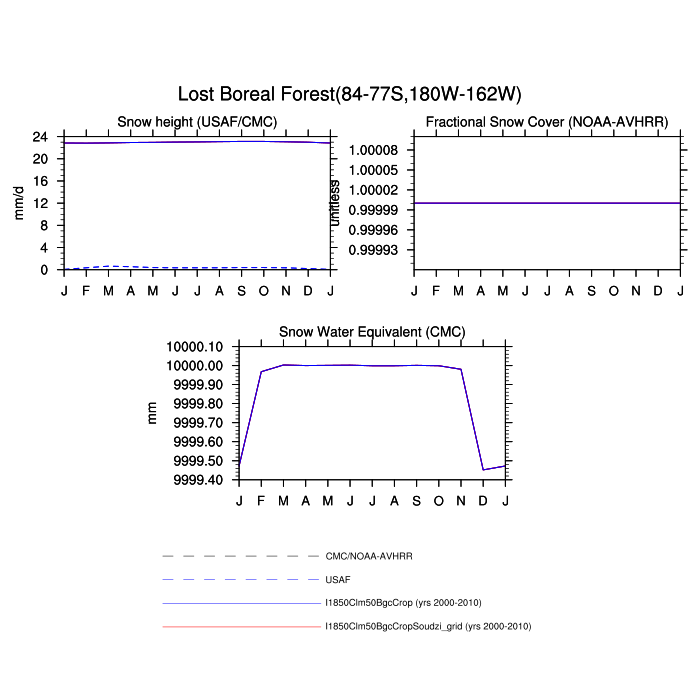 Lost Boreal Forest(84-77S,180W-162W)
Snow height (USAF/CMC)
24
20
16
12
8
4
0
mm/d
J F M A M J J A S O N D J
Fractional Snow Cover (NOAA-AVHRR)
1.00008
1.00005
1.00002
0.99999
0.99996
0.99993
unitless
J F M A M J J A S O N D J
Snow Water Equivalent (CMC)
10000.10
10000.00
9999.90
9999.80
9999.70
9999.60
9999.50
9999.40
mm
J F M A M J J A S O N D J
CMC/NOAA-AVHRR
USAF
I1850Clm50BgcCrop (yrs 2000-2010)
I1850Clm50BgcCropSoudzi_grid (yrs 2000-2010)